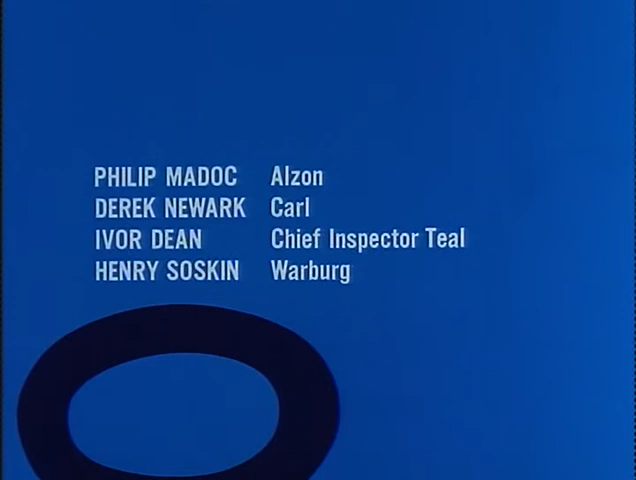 PHILIP MADOC Alzon
DEREK NEWARK Carl
IVOR DEAN Chief Inspector Teal
HENRY SOSKIN Warburg